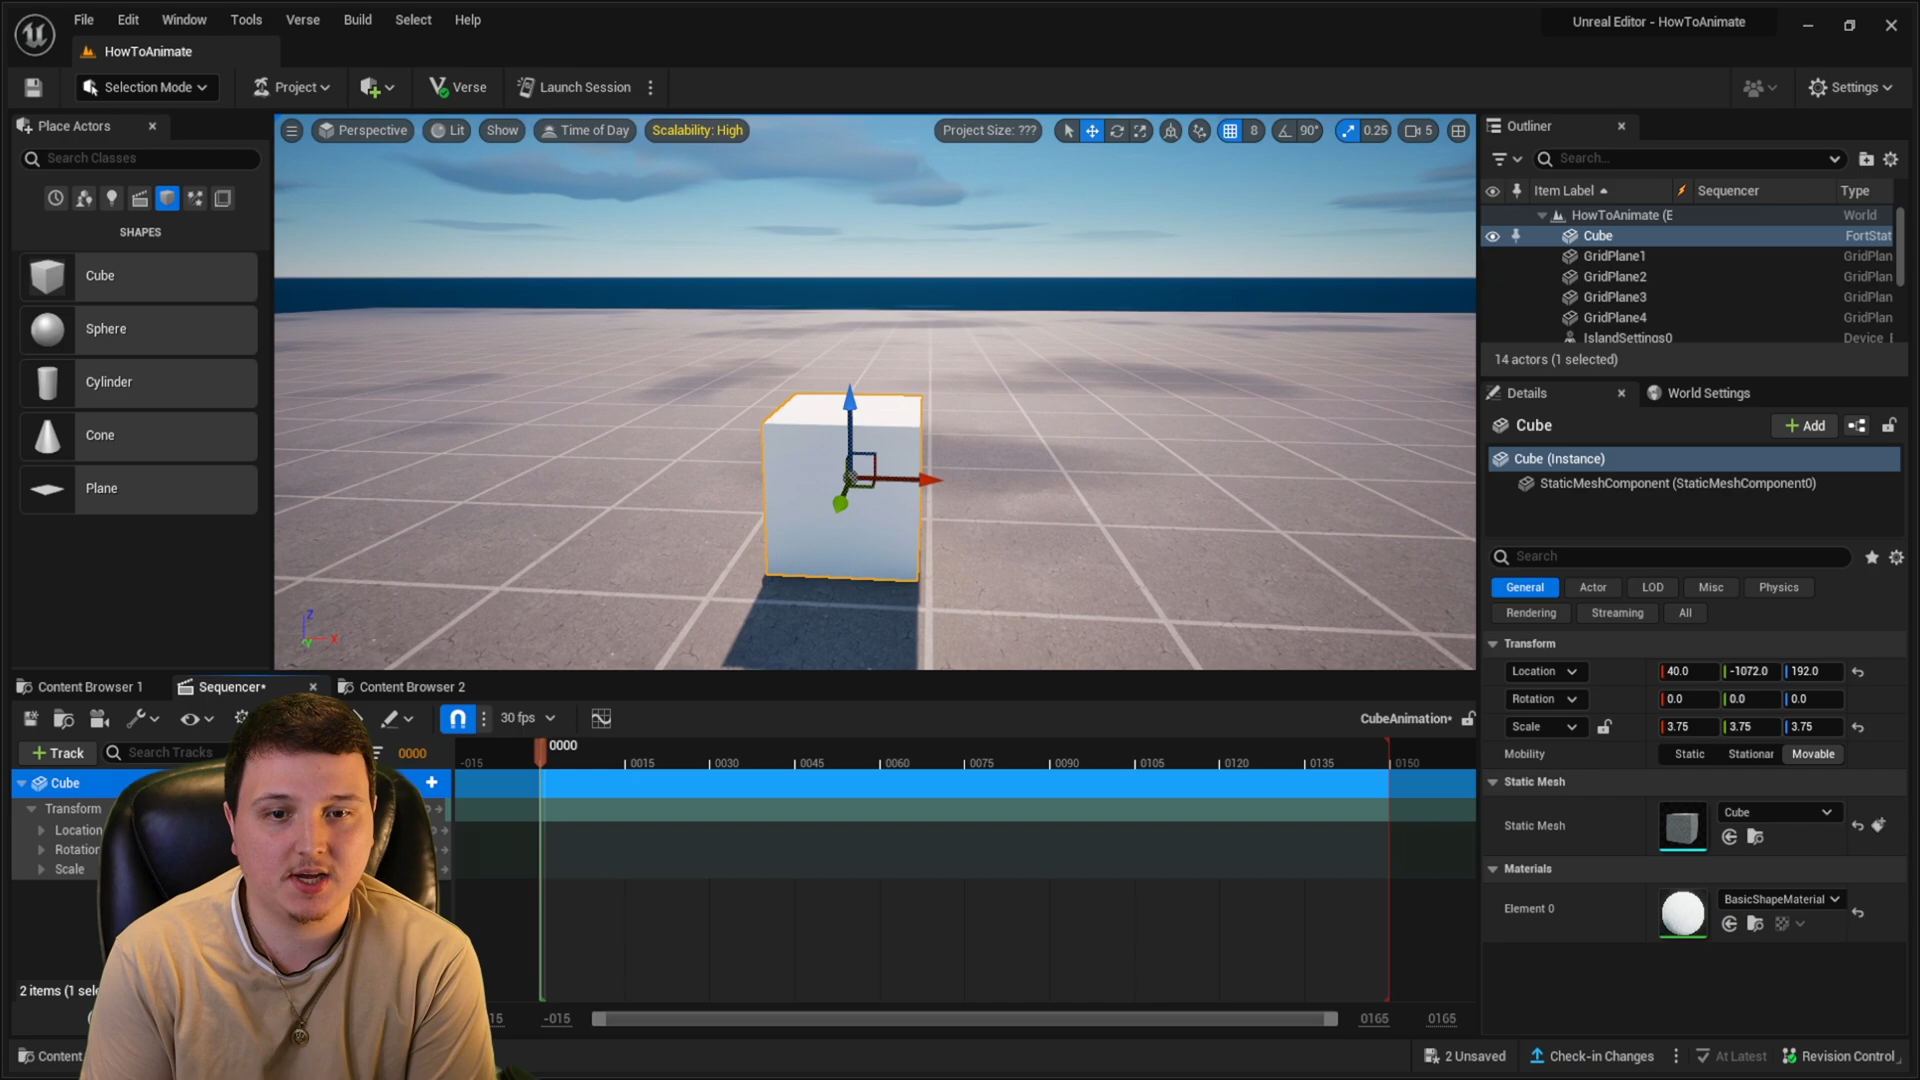 File Edit Window Tools Verse Build Select Help
Unreal Editor - HowToAnimate
HowToAnimate
Selection Mode
Project
Verse
Launch Session
Settings
Place Actors
Search Classes
SHAPES
Cube
Sphere
Cylinder
Cone
Plane
Perspective
Lit
Show
Time of Day
Scalability: High
Project Size: ???
8
90°
0.25
5
Z
X
Y
Outliner
Search...
Item Label
Sequencer
Type
HowToAnimate (E
World
Cube
FortStat
GridPlane1
GridPlan
GridPlane2
GridPlan
GridPlane3
GridPlan
GridPlane4
GridPlan
IslandSettings0
Device_I
14 actors (1 selected)
Details
World Settings
Cube
+ Add
Cube (Instance)
StaticMeshComponent (StaticMeshComponent0)
Search
General
Actor
LOD
Misc
Physics
Rendering
Streaming
All
Transform
Location
40.0
-1072.0
192.0
Rotation
0.0
0.0
0.0
Scale
3.75
3.75
3.75
Mobility
Static
Stationar
Movable
Static Mesh
Static Mesh
Cube
Materials
Element 0
BasicShapeMaterial
Content Browser 1
Sequencer*
Content Browser 2
30 fps
CubeAnimation*
+ Track
Search Tracks
0000
0000
-015
0015
0030
0045
0060
0075
0090
0105
0120
0135
0150
Cube
Transform
Location
Rotation
Scale
2 items (1 sele
15
-015
0165
0165
Content
2 Unsaved
Check-in Changes
At Latest
Revision Control